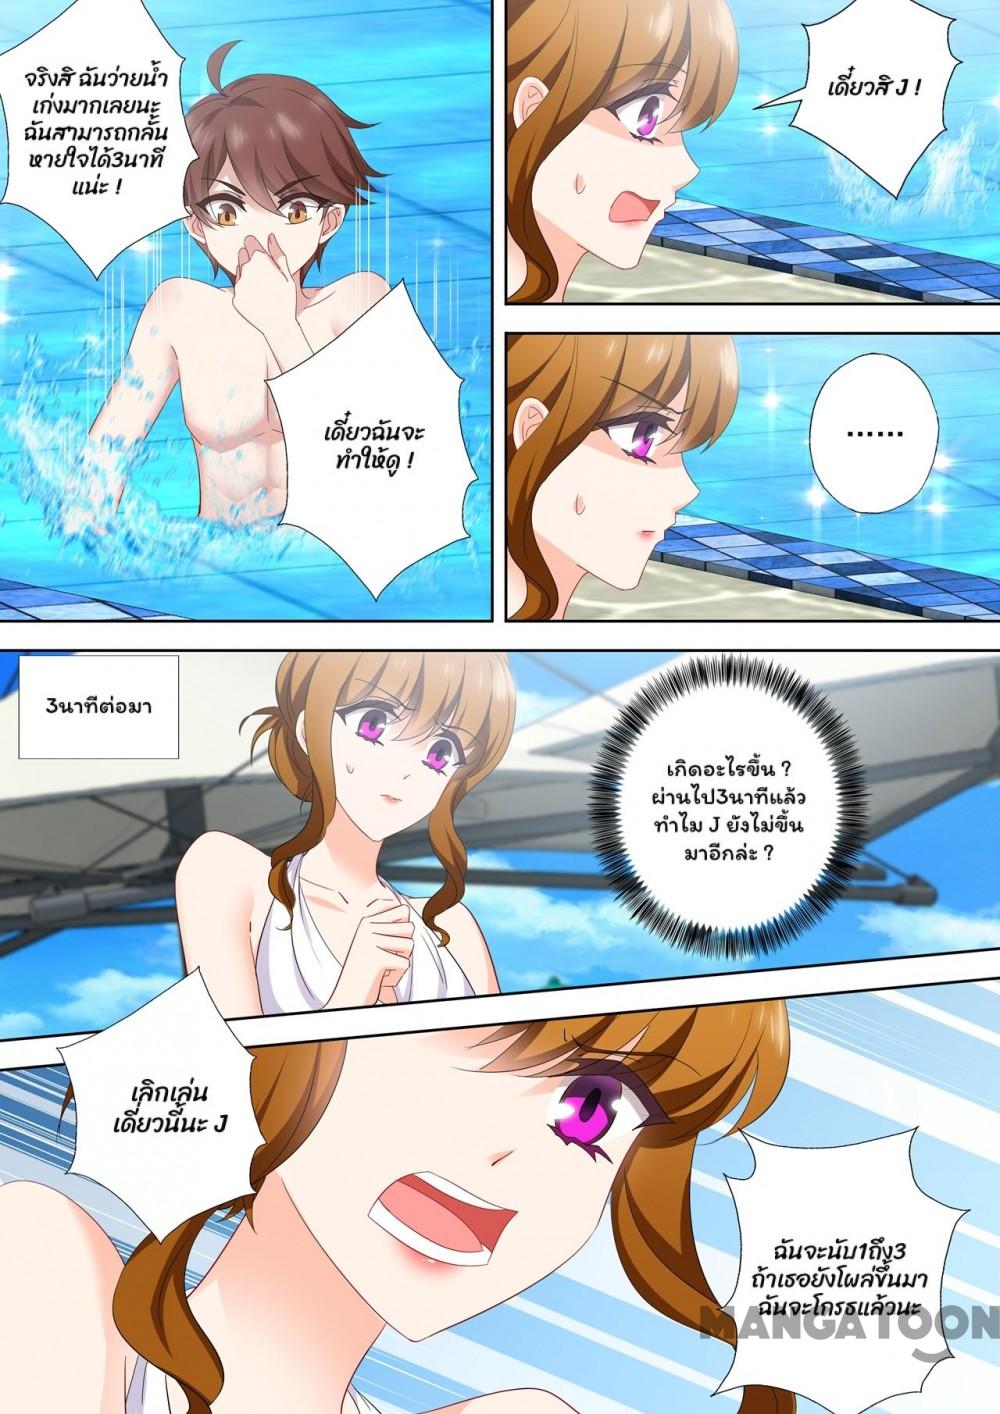 จริงสิ ฉันว่ายน้ำ
เก่งมากเลยนะ
ฉันสามารถกลั้น
หายใจได้3นาที
แน่ะ !
เดี๋ยวฉันจะ
ทำให้ดู !
เดี๋ยวสิ J !
......
3นาทีต่อมา
เกิดอะไรขึ้น ?
ผ่านไป3นาทีแล้ว
ทำไม J ยังไม่ขึ้น
มาอีกล่ะ ?
เลิกเล่น
เดี๋ยวนี้นะ J
ฉันจะนับ1ถึง3
ถ้าเธอยังโผล่ขึ้นมา
ฉันจะโกรธแล้วนะ
MANGATOON